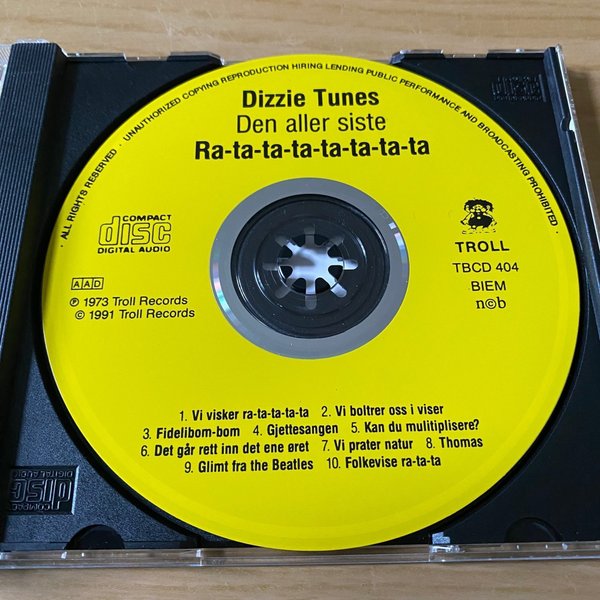 · ALL RIGHTS RESERVED · UNAUTHORIZED COPYING REPRODUCTION HIRING LENDING PUBLIC PERFORMANCE AND BROADCASTING PROHIBITED ·
Dizzie Tunes
Den aller siste
Ra-ta-ta-ta-ta-ta-ta-ta
COMPACT
disc
DIGITAL AUDIO
TROLL
TBCD 404
BIEM
n©b
AAD
℗ 1973 Troll Records
© 1991 Troll Records
1. Vi visker ra-ta-ta-ta-ta 2. Vi boltrer oss i viser
3. Fidelibom-bom 4. Gjettesangen 5. Kan du mulitiplisere?
6. Det går rett inn det ene øret 7. Vi prater natur 8. Thomas
9. Glimt fra the Beatles 10. Folkevise ra-ta-ta
COMPACT
disc
DIGITAL AUDIO